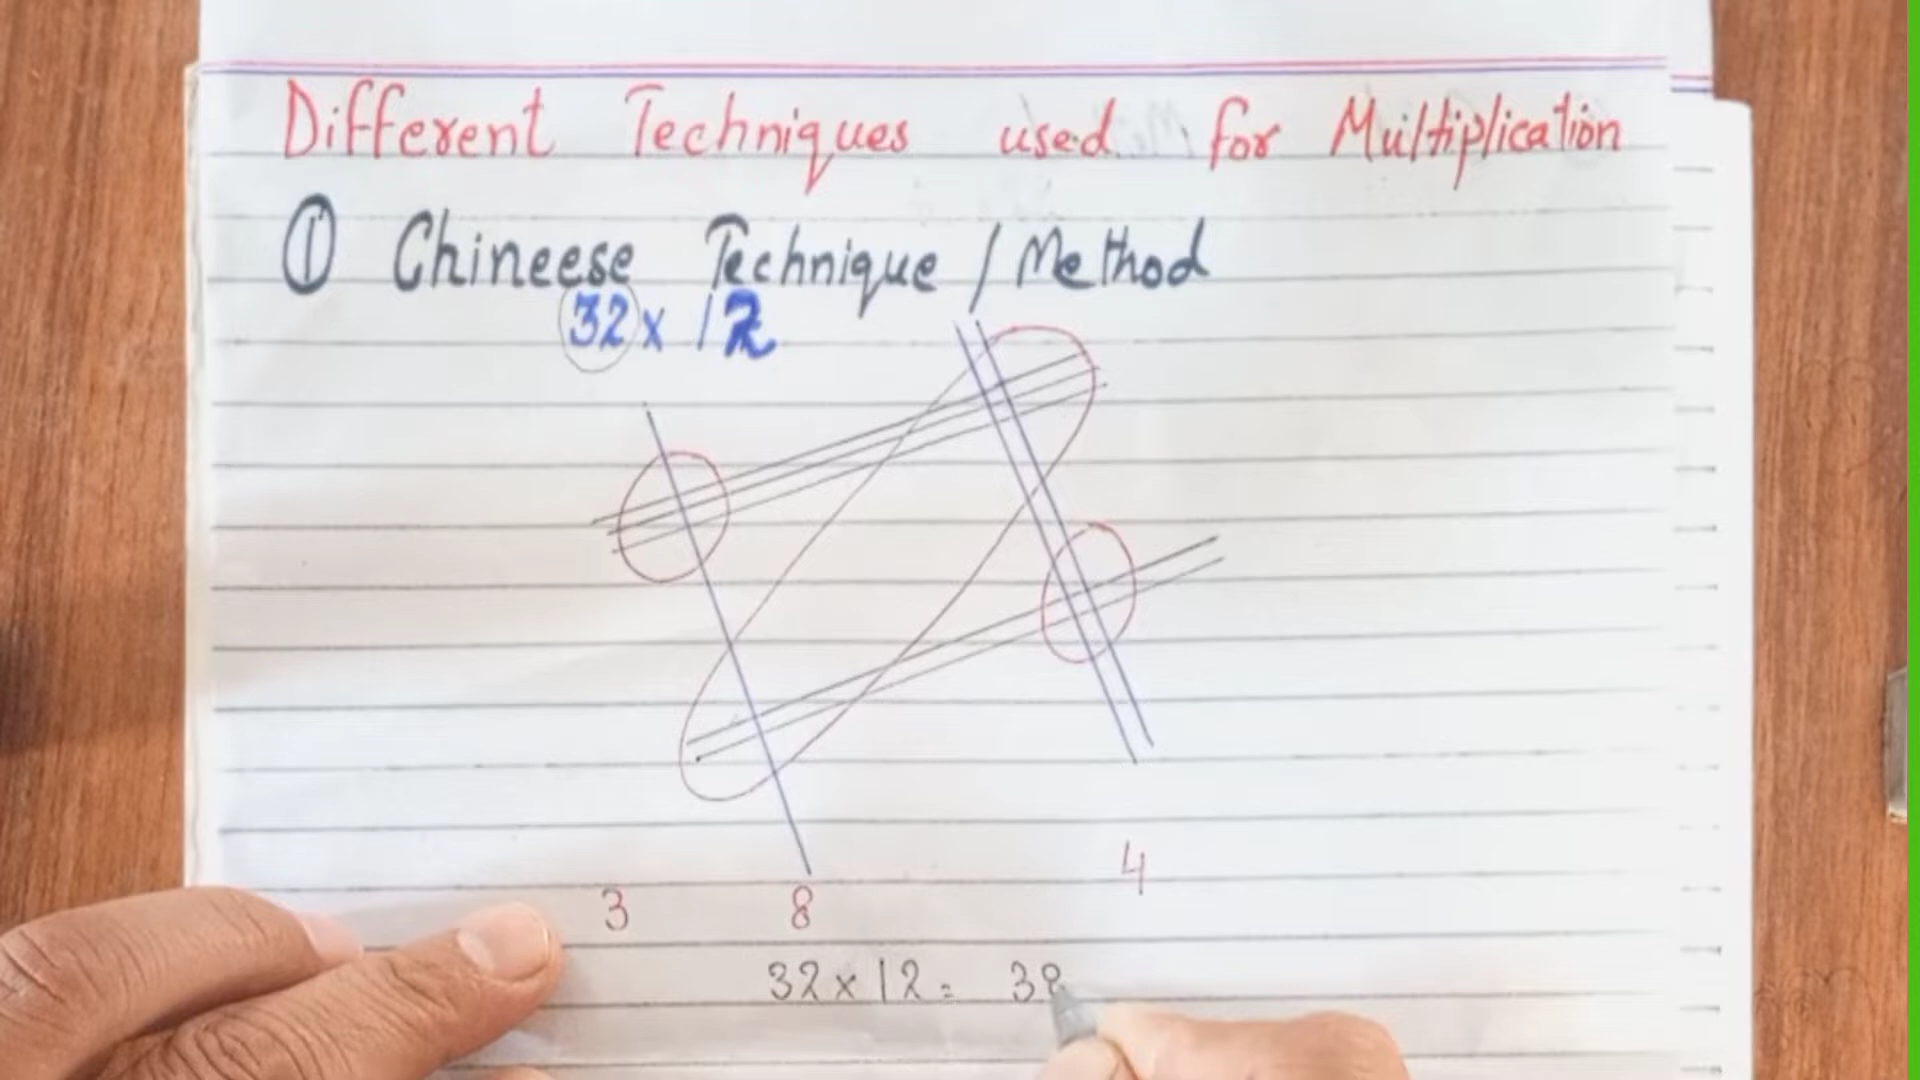 Different Techniques used for Multiplication
① Chineese Technique / Method
32 x 12
4
3 8
32 x 12 = 38